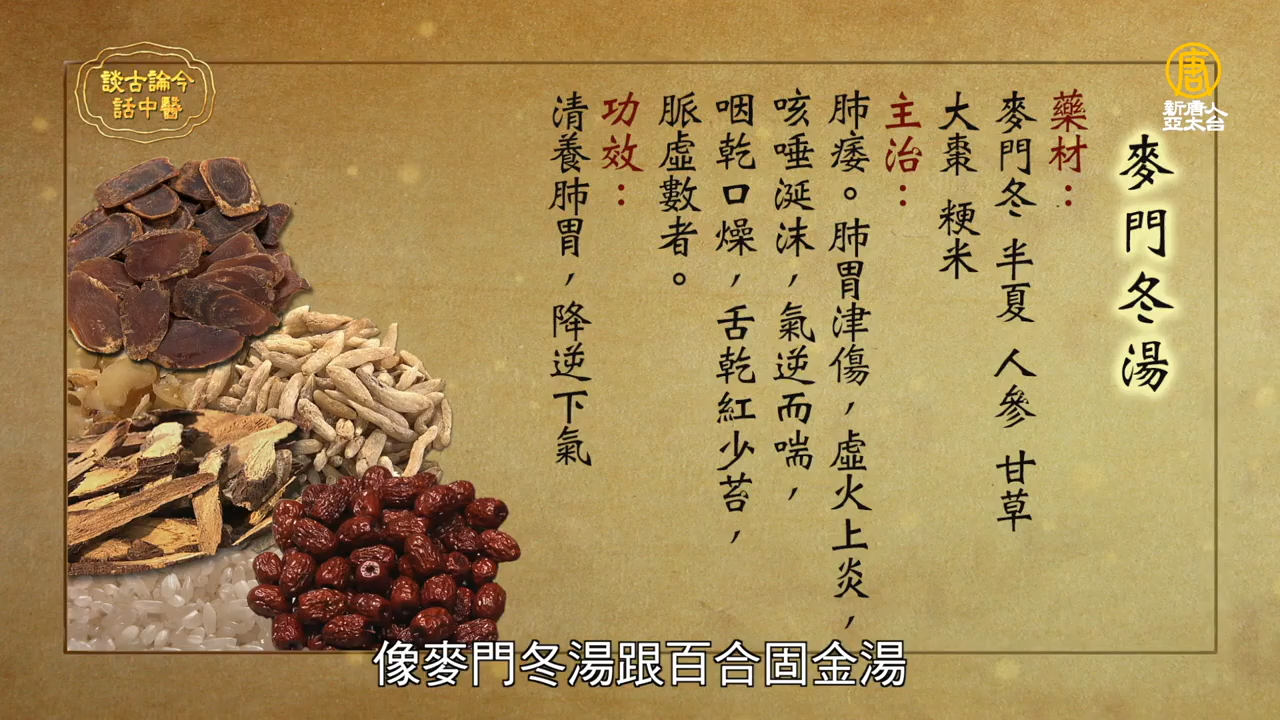 談古論今
話中醫
新唐人
亞太台
麥門冬湯
藥材：
麥門冬 半夏 人參 甘草
大棗 粳米
主治：
肺痿。肺胃津傷，虛火上炎，
咳唾涎沫，氣逆而喘，
咽乾口燥，舌乾紅少苔，
脈虛數者。
功效：
清養肺胃，降逆下氣
像麥門冬湯跟百合固金湯